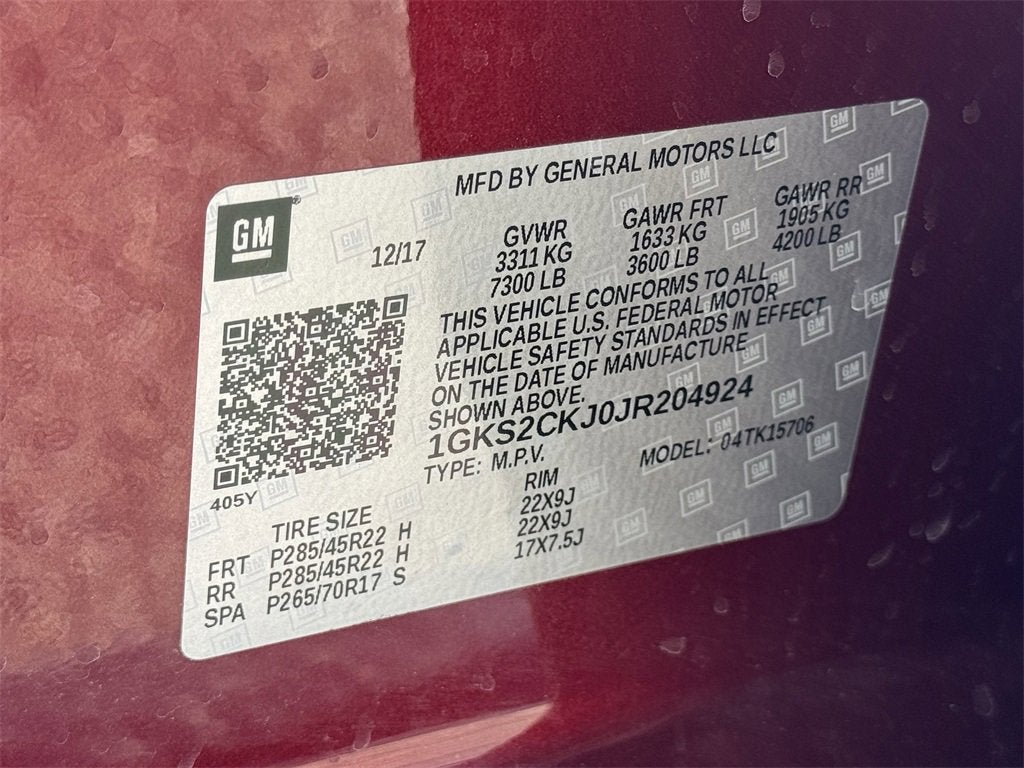 MFD BY GENERAL MOTORS LLC
GM
12/17
GVWR GAWR FRT GAWR RR
3311 KG 1633 KG 1905 KG
7300 LB 3600 LB 4200 LB
THIS VEHICLE CONFORMS TO ALL
APPLICABLE U.S. FEDERAL MOTOR
VEHICLE SAFETY STANDARDS IN EFFECT
ON THE DATE OF MANUFACTURE
SHOWN ABOVE.
1GKS2CKJ0JR204924
TYPE: M.P.V. MODEL: 04TK15706
405Y
TIRE SIZE RIM
FRT P285/45R22 H 22X9J
RR P285/45R22 H 22X9J
SPA P265/70R17 S 17X7.5J